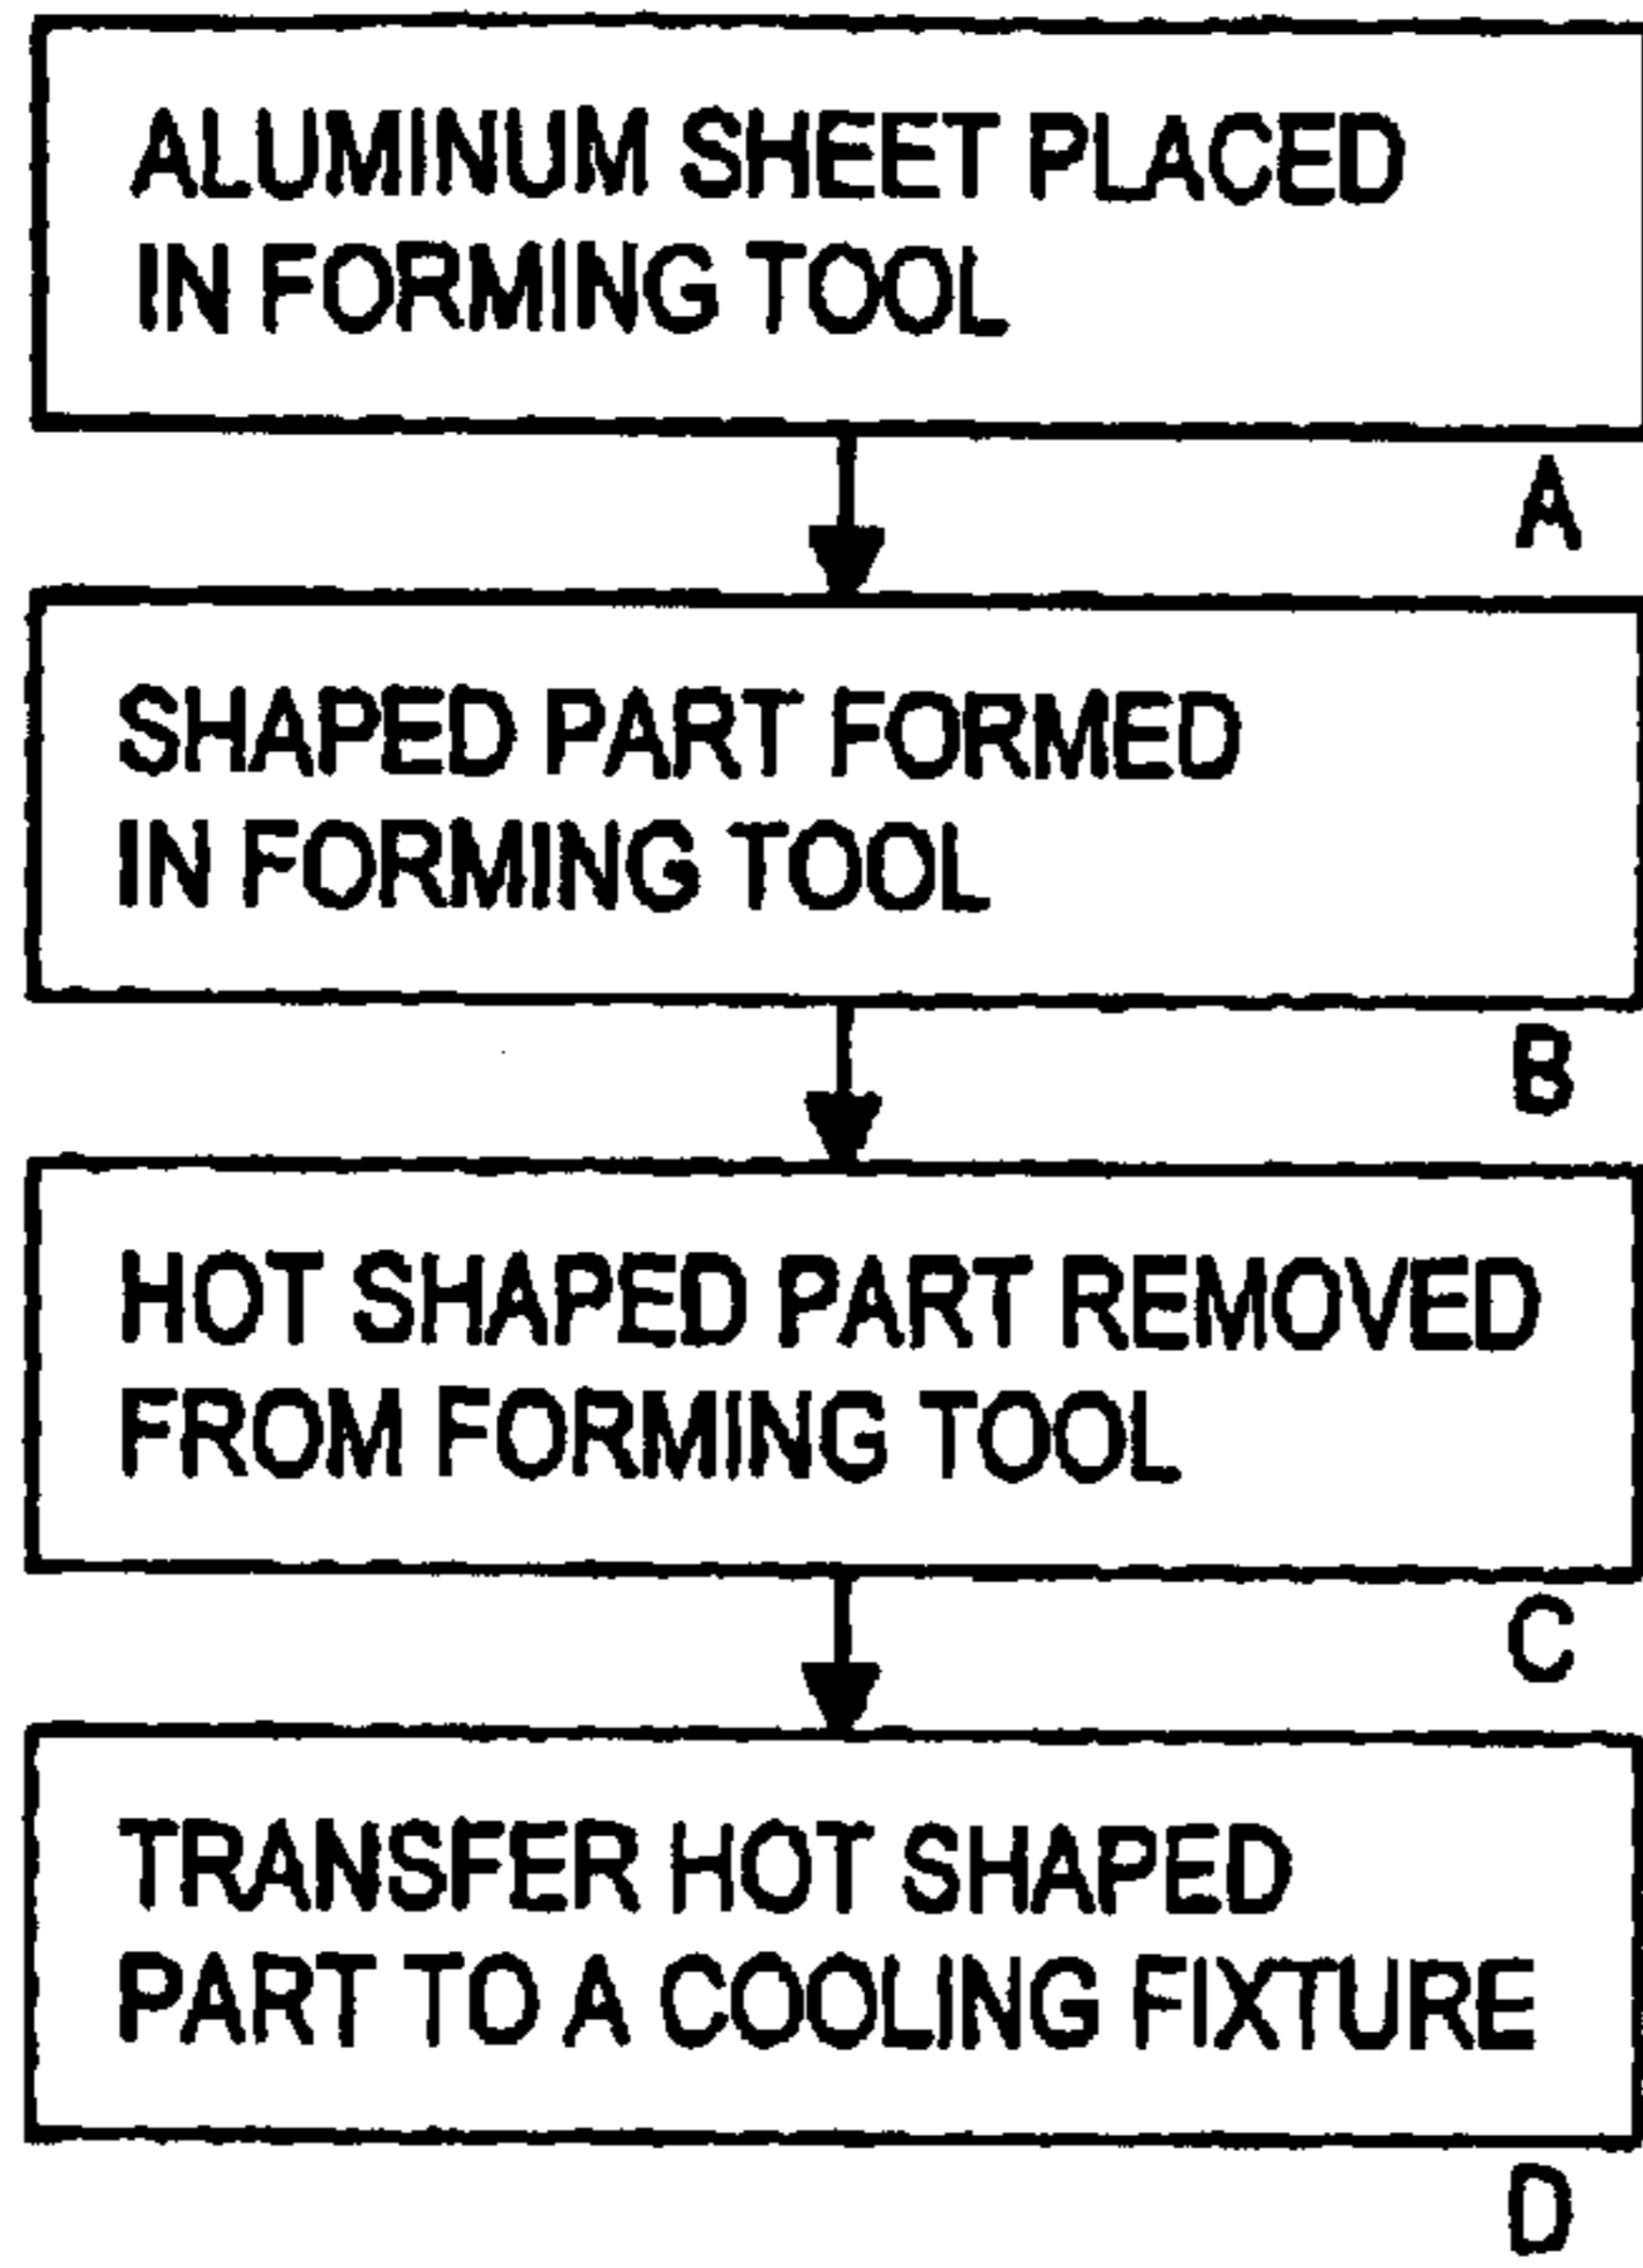 ALUMINUM SHEET PLACED
IN FORMING TOOL
A
SHAPED PART FORMED
IN FORMING TOOL
B
HOT SHAPED PART REMOVED
FROM FORMING TOOL
C
TRANSFER HOT SHAPED
PART TO A COOLING FIXTURE
D